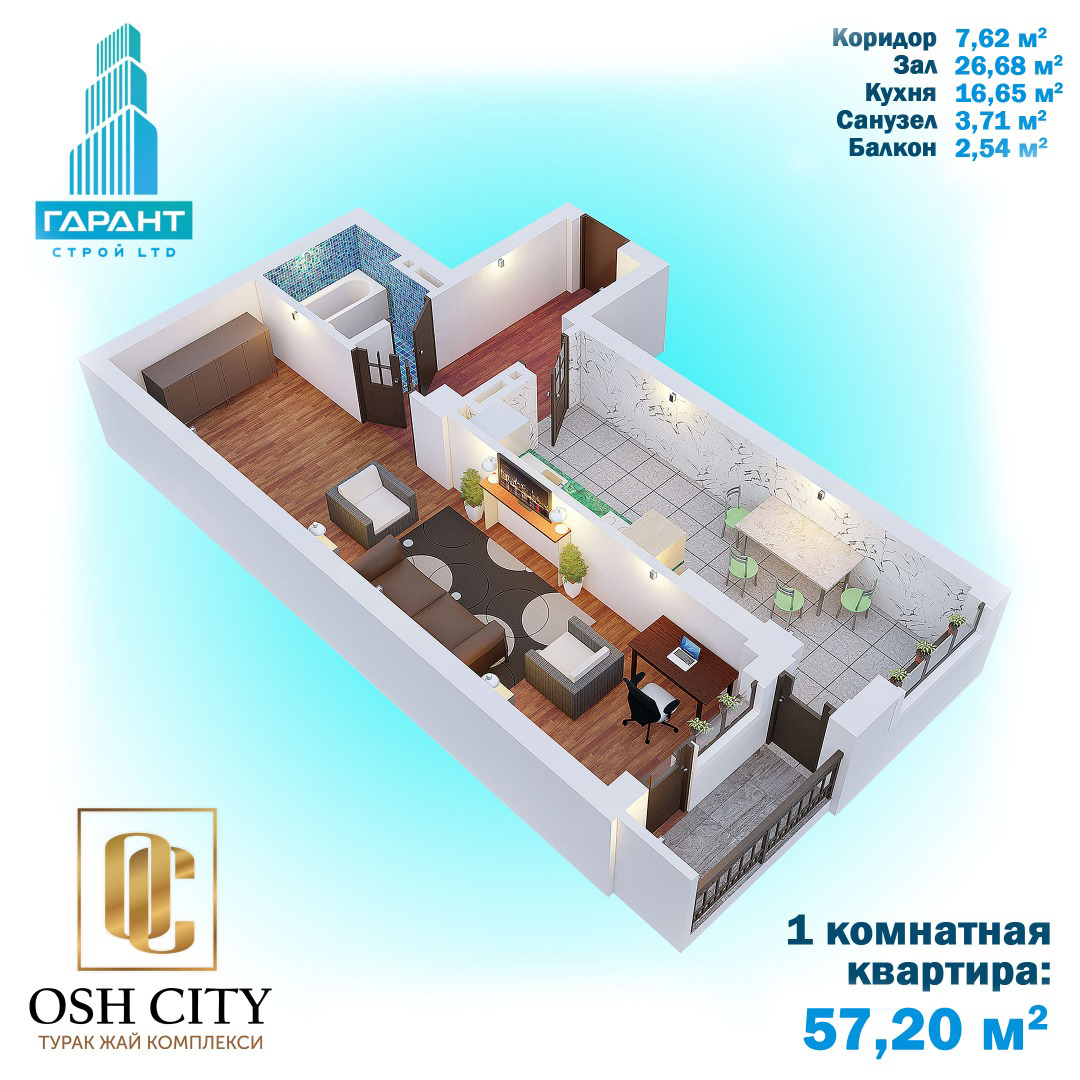 ГАРАНТ
СТРОЙ LTD
Коридор 7,62 м²
Зал 26,68 м²
Кухня 16,65 м²
Санузел 3,71 м²
Балкон 2,54 м²
OC
OSH CITY
ТУРАК ЖАЙ КОМПЛЕКСИ
1 комнатная
квартира:
57,20 м²